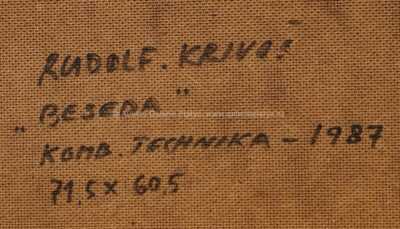 RUDOLF. KRIVOŠ
„BESEDA"
KOMB. TECHNIKA – 1987
71,5 × 60,5